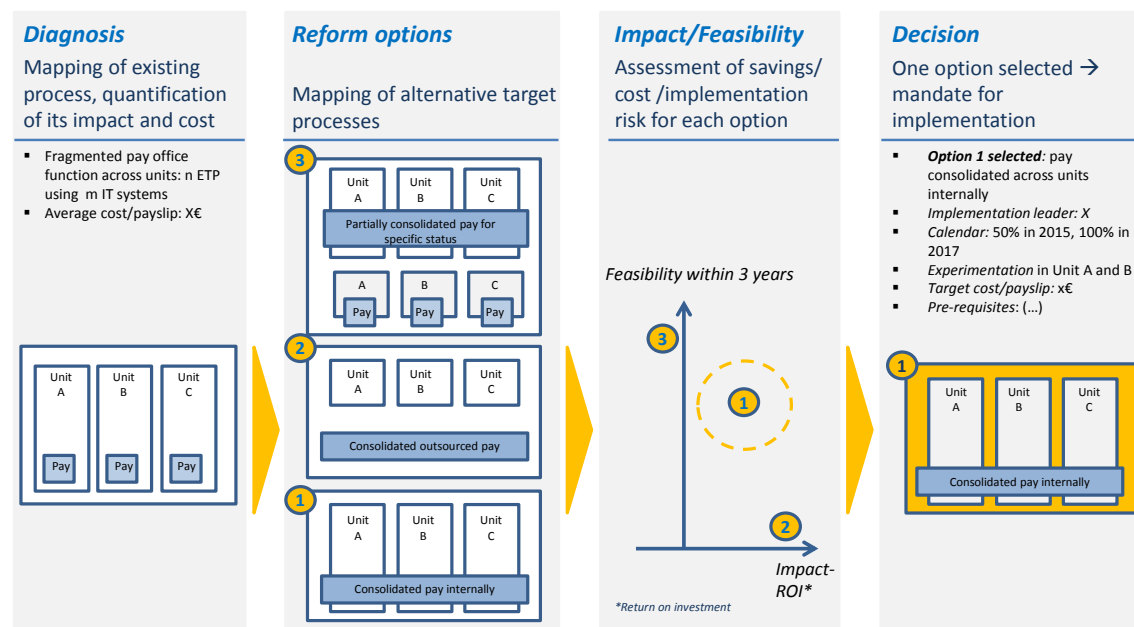 Diagnosis
Mapping of existing
process, quantification
of its impact and cost
▪ Fragmented pay office
function across units: n ETP
using m IT systems
▪ Average cost/payslip: X€
Unit
A
Unit
B
Unit
C
Pay
Pay
Pay
Reform options
Mapping of alternative target
processes
3
Unit
A
Unit
B
Unit
C
Partially consolidated pay for
specific status
A
B
C
Pay
Pay
Pay
2
Unit
A
Unit
B
Unit
C
Consolidated outsourced pay
1
Unit
A
Unit
B
Unit
C
Consolidated pay internally
Impact/Feasibility
Assessment of savings/
cost /implementation
risk for each option
Feasibility within 3 years
3
1
2
Impact-
ROI*
*Return on investment
Decision
One option selected →
mandate for
implementation
▪ Option 1 selected: pay
consolidated across units
internally
▪ Implementation leader: X
▪ Calendar: 50% in 2015, 100% in
2017
▪ Experimentation in Unit A and B
▪ Target cost/payslip: x€
▪ Pre-requisites: (…)
1
Unit
A
Unit
B
Unit
C
Consolidated pay internally